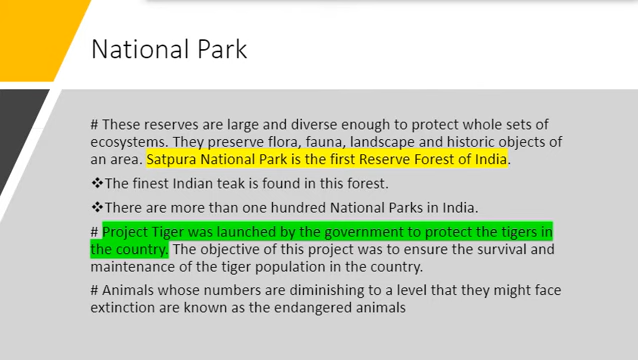 National Park
# These reserves are large and diverse enough to protect whole sets of
ecosystems. They preserve flora, fauna, landscape and historic objects of
an area. Satpura National Park is the first Reserve Forest of India.
❖The finest Indian teak is found in this forest.
❖There are more than one hundred National Parks in India.
# Project Tiger was launched by the government to protect the tigers in
the country. The objective of this project was to ensure the survival and
maintenance of the tiger population in the country.
# Animals whose numbers are diminishing to a level that they might face
extinction are known as the endangered animals